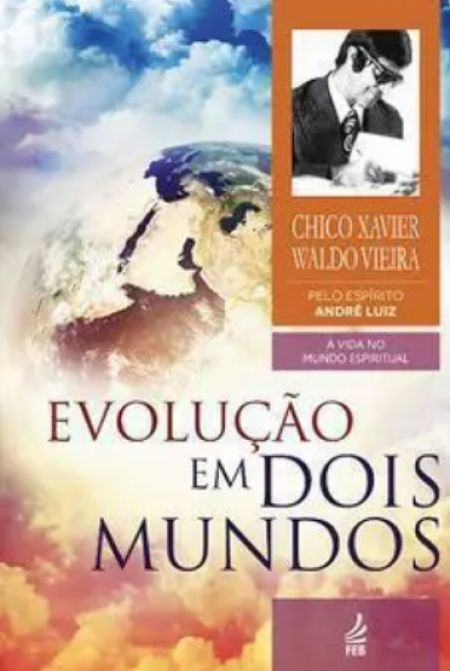 CHICO XAVIER
WALDO VIEIRA
PELO ESPÍRITO
ANDRÉ LUIZ
A VIDA NO
MUNDO ESPIRITUAL
EVOLUÇÃO
EM DOIS
MUNDOS
FEB